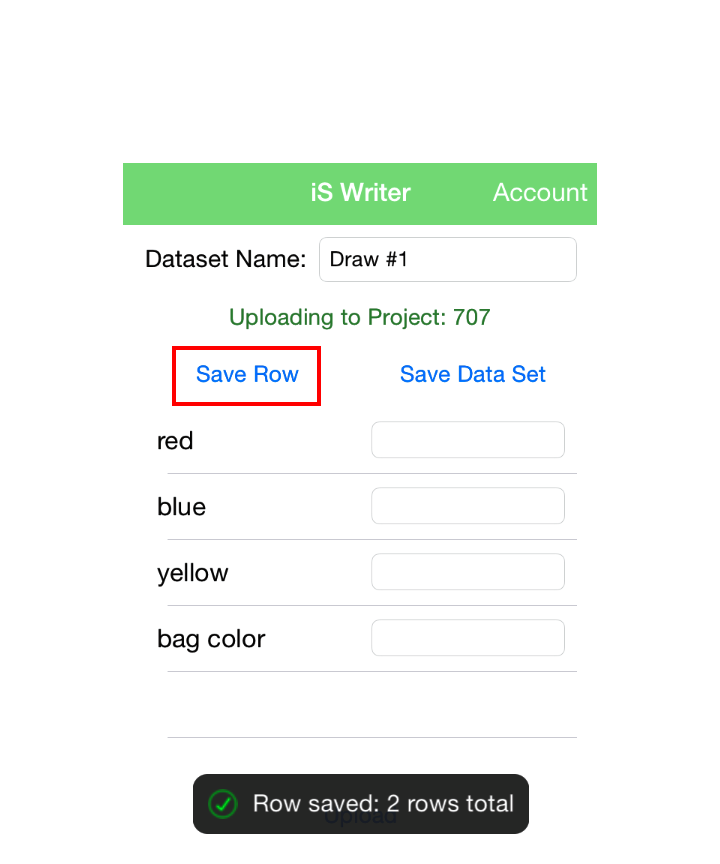 iS Writer Account
Dataset Name: Draw #1
Uploading to Project: 707
Save Row Save Data Set
red
blue
yellow
bag color
Row saved: 2 rows total
Upload